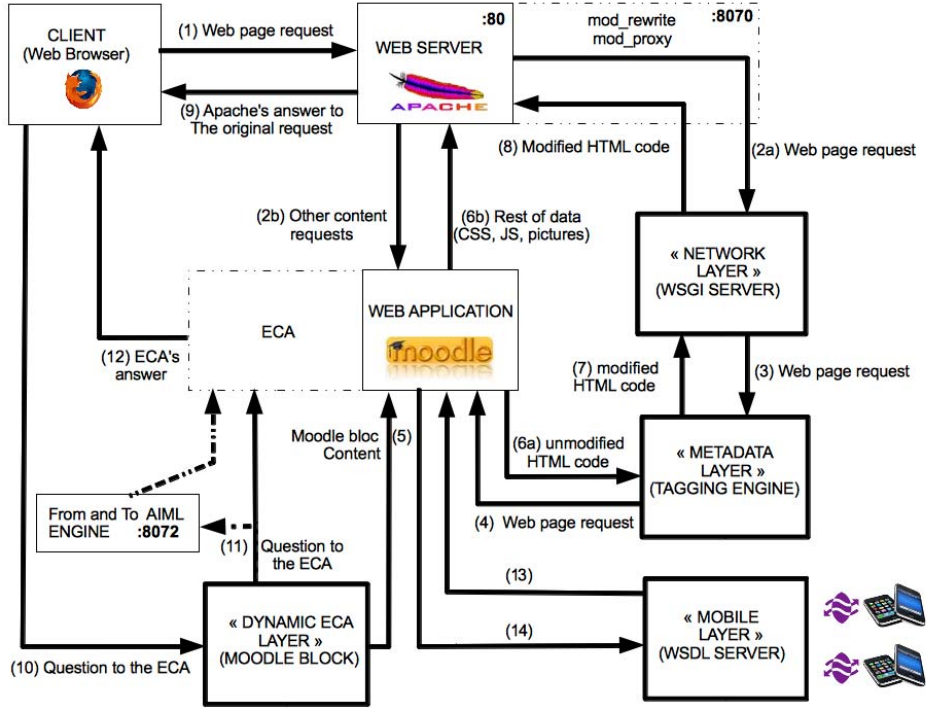 CLIENT
(Web Browser)
(1) Web page request
:80
WEB SERVER
APACHE
mod_rewrite
mod_proxy
:8070
(9) Apache's answer to
The original request
(8) Modified HTML code
(2a) Web page request
(2b) Other content
requests
(6b) Rest of data
(CSS, JS, pictures)
« NETWORK
LAYER »
(WSGI SERVER)
ECA
WEB APPLICATION
moodle
(12) ECA's
answer
(7) modified
HTML code
(3) Web page request
Moodle bloc
Content
(5)
(6a) unmodified
HTML code
« METADATA
LAYER »
(TAGGING ENGINE)
From and To AIML
ENGINE :8072
(4) Web page request
(11) Question to
the ECA
(13)
« DYNAMIC ECA
LAYER »
(MOODLE BLOCK)
(14)
« MOBILE
LAYER »
(WSDL SERVER)
(10) Question to the ECA